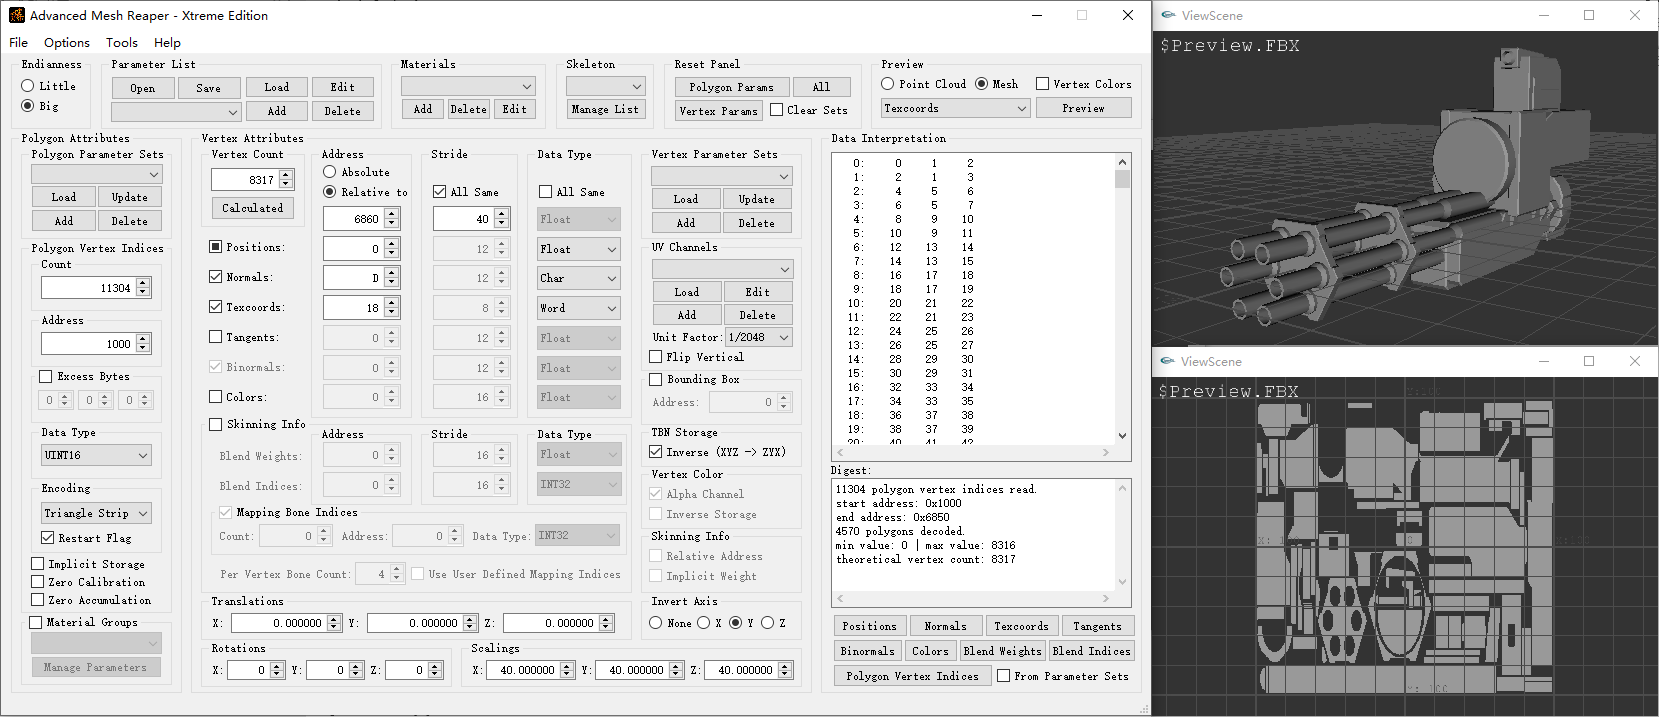 Advanced Mesh Reaper - Xtreme Edition
File Options Tools Help
Endianness
Little
Big
Parameter List
Open Save Load Edit
Add Delete
Materials
Add Delete Edit
Skeleton
Manage List
Reset Panel
Polygon Params All
Vertex Params Clear Sets
Preview
Point Cloud Mesh Vertex Colors
Texcoords Preview
Polygon Attributes
Polygon Parameter Sets
Load Update
Add Delete
Polygon Vertex Indices
Count
11304
Address
1000
Excess Bytes
0 0 0
Data Type
UINT16
Encoding
Triangle Strip
Restart Flag
Implicit Storage
Zero Calibration
Zero Accumulation
Material Groups
Manage Parameters
Vertex Attributes
Vertex Count
8317
Calculated
Address
Absolute
Relative to
6860
Stride
All Same
40
Data Type
All Same
Float
Positions: 0 12 Float
Normals: D 12 Char
Texcoords: 18 8 Word
Tangents: 0 12 Float
Binormals: 0 12 Float
Colors: 0 16 Float
Skinning Info
Address Stride Data Type
Blend Weights: 0 16 Float
Blend Indices: 0 16 INT32
Mapping Bone Indices
Count: 0 Address: 0 Data Type: INT32
Per Vertex Bone Count: 4 Use User Defined Mapping Indices
Translations
X: 0.000000 Y: 0.000000 Z: 0.000000
Rotations
X: 0 Y: 0 Z: 0
Scalings
X: 40.000000 Y: 40.000000 Z: 40.000000
Vertex Parameter Sets
Load Update
Add Delete
UV Channels
Load Edit
Add Delete
Unit Factor: 1/2048
Flip Vertical
Bounding Box
Address: 0
TBN Storage
Inverse (XYZ -> ZYX)
Vertex Color
Alpha Channel
Inverse Storage
Skinning Info
Relative Address
Implicit Weight
Invert Axis
None X Y Z
Data Interpretation
0: 0 1 2
1: 2 1 3
2: 4 5 6
3: 6 5 7
4: 8 9 10
5: 10 9 11
6: 12 13 14
7: 14 13 15
8: 16 17 18
9: 18 17 19
10: 20 21 22
11: 22 21 23
12: 24 25 26
13: 26 25 27
14: 28 29 30
15: 30 29 31
16: 32 33 34
17: 34 33 35
18: 36 37 38
19: 38 37 39
20: 40 41 42
Digest:
11304 polygon vertex indices read.
start address: 0x1000
end address: 0x6850
4570 polygons decoded.
min value: 0 | max value: 8316
theoretical vertex count: 8317
Positions Normals Texcoords Tangents
Binormals Colors Blend Weights Blend Indices
Polygon Vertex Indices From Parameter Sets
ViewScene
$Preview.FBX
ViewScene
$Preview.FBX